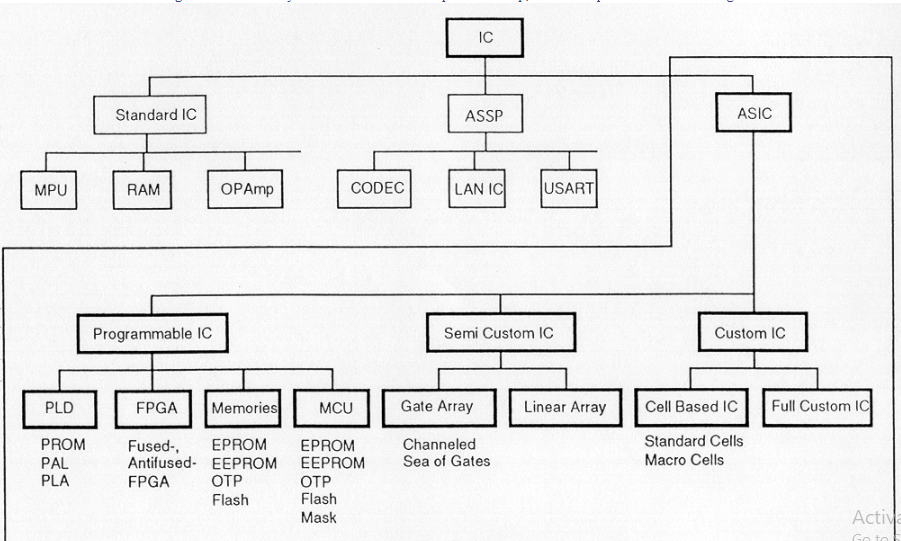 IC
Standard IC
ASSP
ASIC
MPU
RAM
OPAmp
CODEC
LAN IC
USART
Programmable IC
Semi Custom IC
Custom IC
PLD
FPGA
Memories
MCU
Gate Array
Linear Array
Cell Based IC
Full Custom IC
PROM
PAL
PLA
Fused-,
Antifused-
FPGA
EPROM
EEPROM
OTP
Flash
EPROM
EEPROM
OTP
Flash
Mask
Channeled
Sea of Gates
Standard Cells
Macro Cells